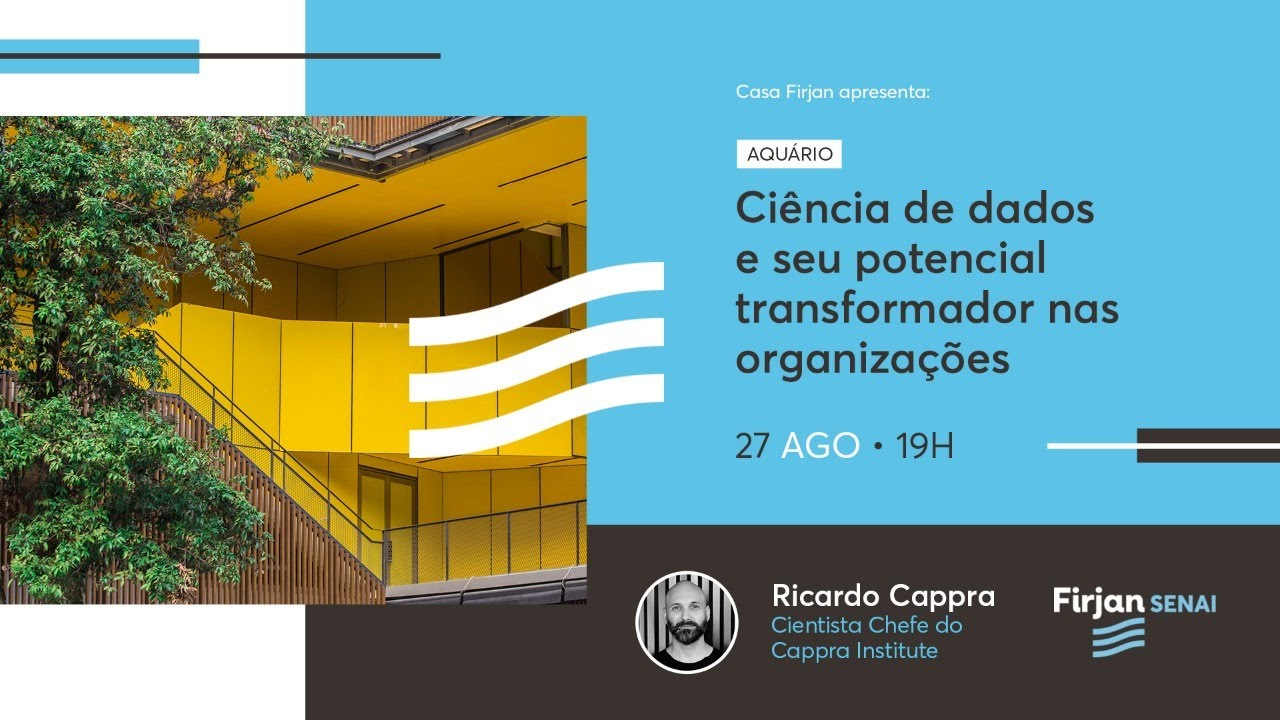 Casa Firjan apresenta:
AQUÁRIO
Ciência de dados
e seu potencial
transformador nas
organizações
27 AGO • 19H
Ricardo Cappra
Cientista Chefe do
Cappra Institute
Firjan SENAI